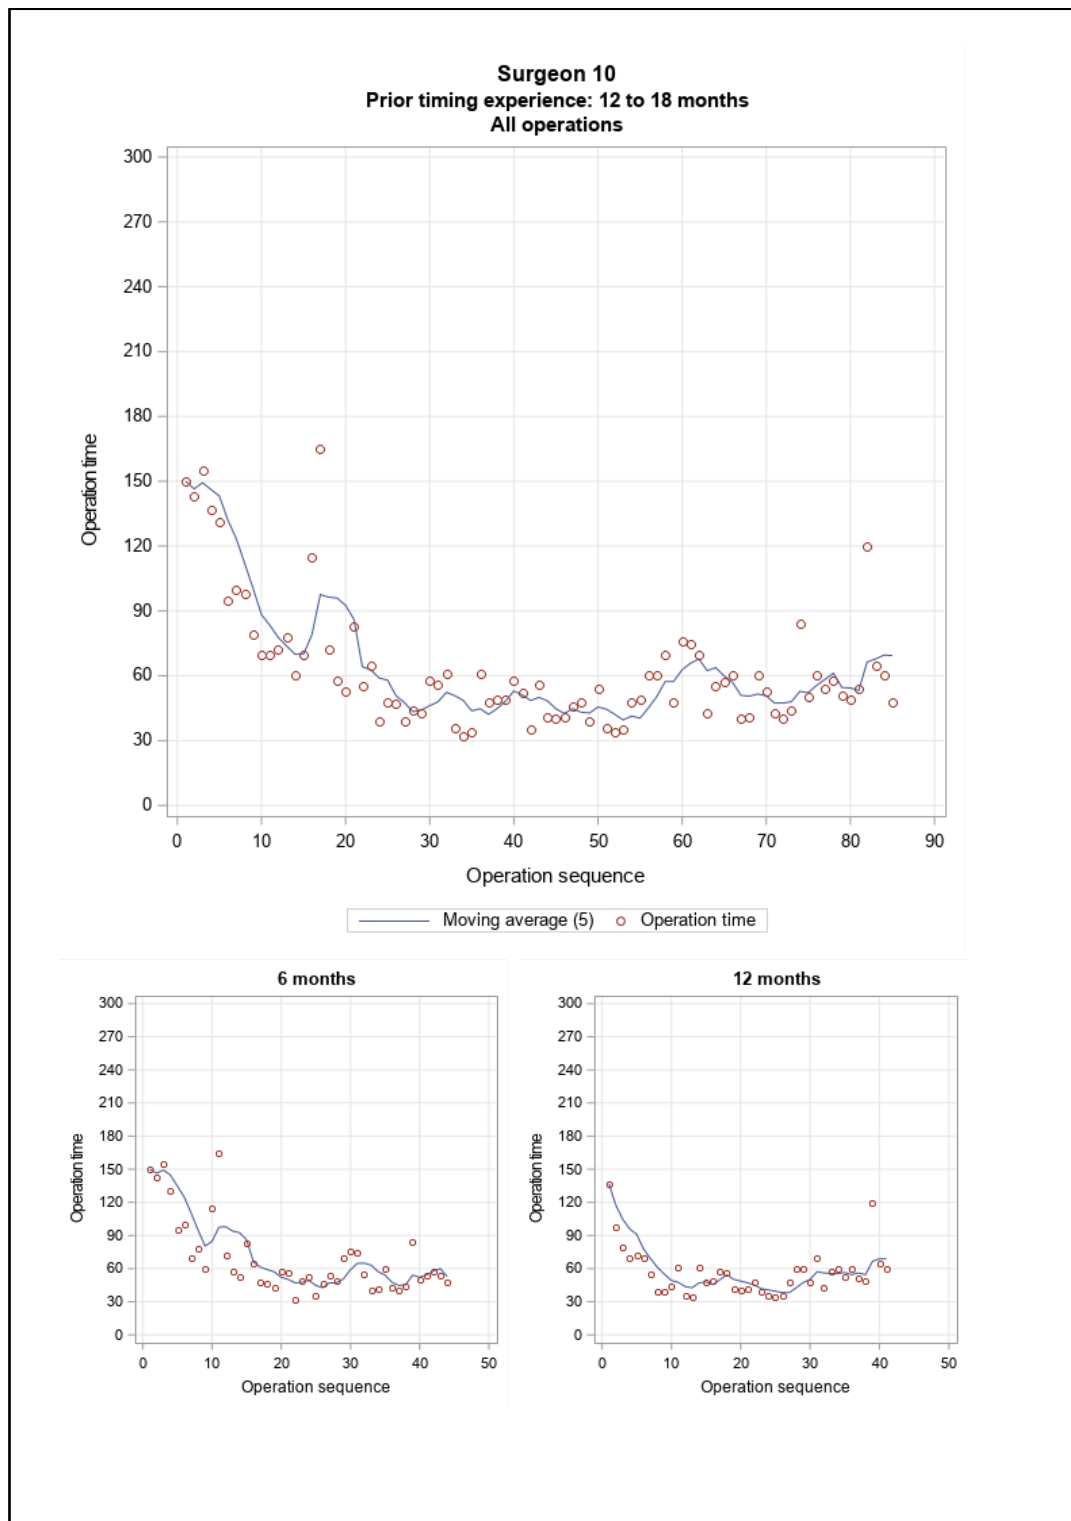 Surgeon 10
Prior timing experience: 12 to 18 months
All operations
300
270
240
210
180
150
120
90
60
30
0
Operation time
0 10 20 30 40 50 60 70 80 90
Operation sequence
Moving average (5) Operation time
6 months
300
270
240
210
180
150
120
90
60
30
0
Operation time
0 10 20 30 40 50
Operation sequence
12 months
300
270
240
210
180
150
120
90
60
30
0
Operation time
0 10 20 30 40 50
Operation sequence